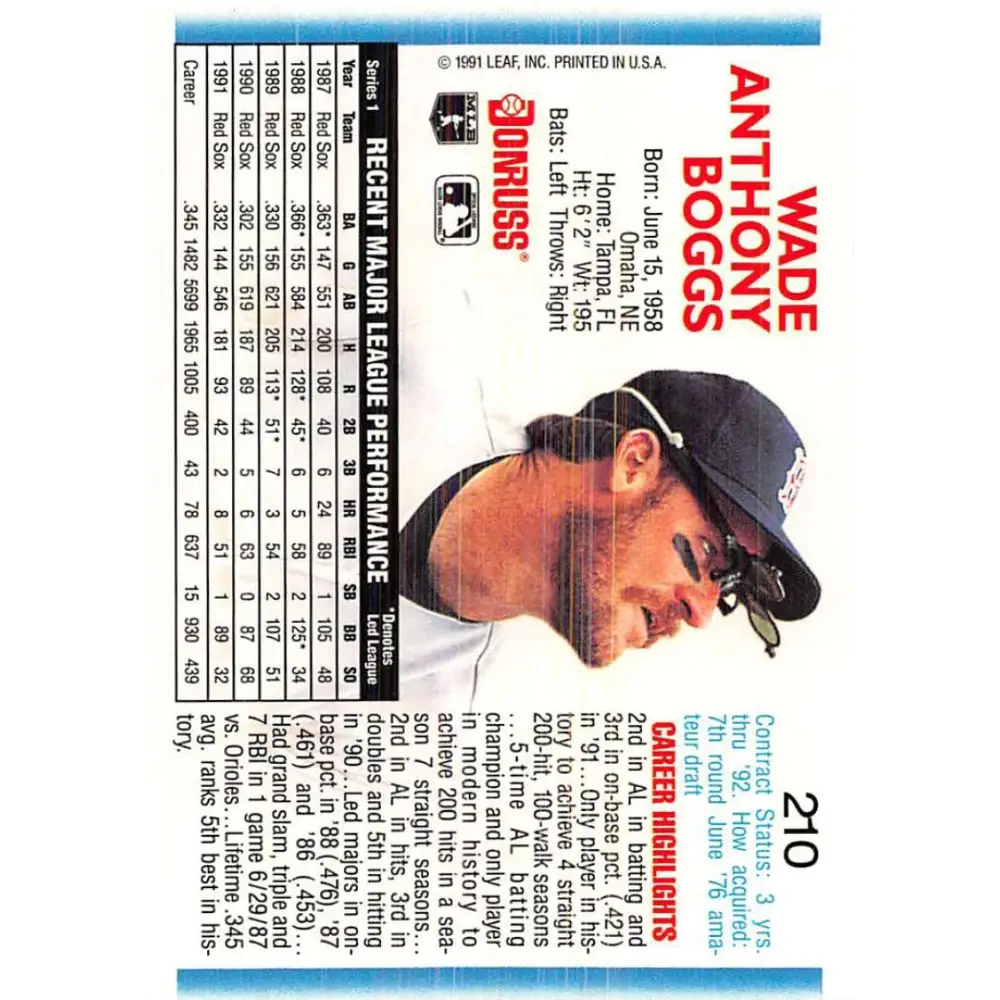 210
WADE
ANTHONY
BOGGS
Born: June 15, 1958
Omaha, NE
Home: Tampa, FL
Ht: 6'2" Wt: 195
Bats: Left Throws: Right
DONRUSS®
MLB
© 1991 LEAF, INC. PRINTED IN U.S.A.
Contract Status: 3 yrs.
thru '92. How acquired:
7th round June '76 ama-
teur draft
CAREER HIGHLIGHTS
2nd in AL in batting and
3rd in on-base pct. (.421)
in '91...Only player in his-
tory to achieve 4 straight
200-hit, 100-walk seasons
...5-time AL batting
champion and only player
in modern history to
achieve 200 hits in a sea-
son 7 straight seasons...
2nd in AL in hits, 3rd in
doubles and 5th in hitting
in '90...Led majors in on-
base pct. in '88 (.476), '87
(.461) and '86 (.453)...
Had grand slam, triple and
7 RBI in 1 game 6/29/87
vs. Orioles...Lifetime .345
avg. ranks 5th best in his-
tory.
Series 1 RECENT MAJOR LEAGUE PERFORMANCE *Denotes
Led League
Year Team BA G AB H R 2B 3B HR RBI SB BB SO
1987 Red Sox .363* 147 551 200 108 40 6 24 89 1 105 48
1988 Red Sox .366* 155 584 214 128* 45* 6 5 58 2 125* 34
1989 Red Sox .330 156 621 205 113* 51* 7 3 54 2 107 51
1990 Red Sox .302 155 619 187 89 44 5 6 63 0 87 68
1991 Red Sox .332 144 546 181 93 42 2 8 51 1 89 32
Career .345 1482 5699 1965 1005 400 43 78 637 15 930 439